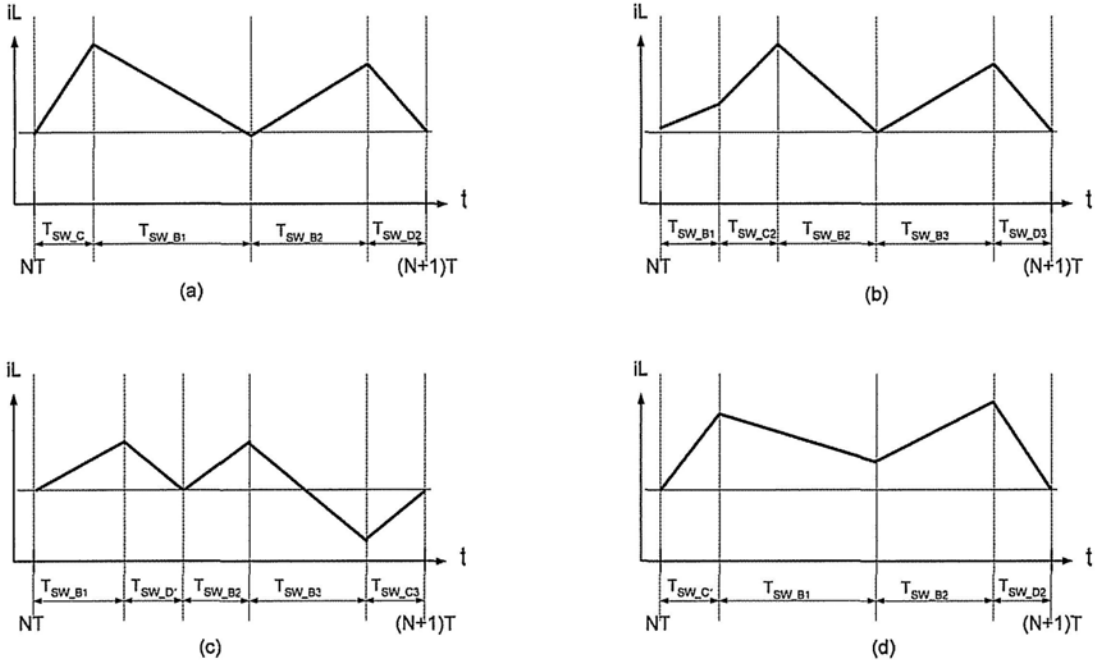 iL
t
T_SW_C T_SW_B1 T_SW_B2 T_SW_D2
NT (N+1)T
(a)
iL
t
T_SW_B1 T_SW_C2 T_SW_B2 T_SW_B3 T_SW_D3
NT (N+1)T
(b)
iL
t
T_SW_B1 T_SW_D' T_SW_B2 T_SW_B3 T_SW_C3
NT (N+1)T
(c)
iL
t
T_SW_C' T_SW_B1 T_SW_B2 T_SW_D2
NT (N+1)T
(d)